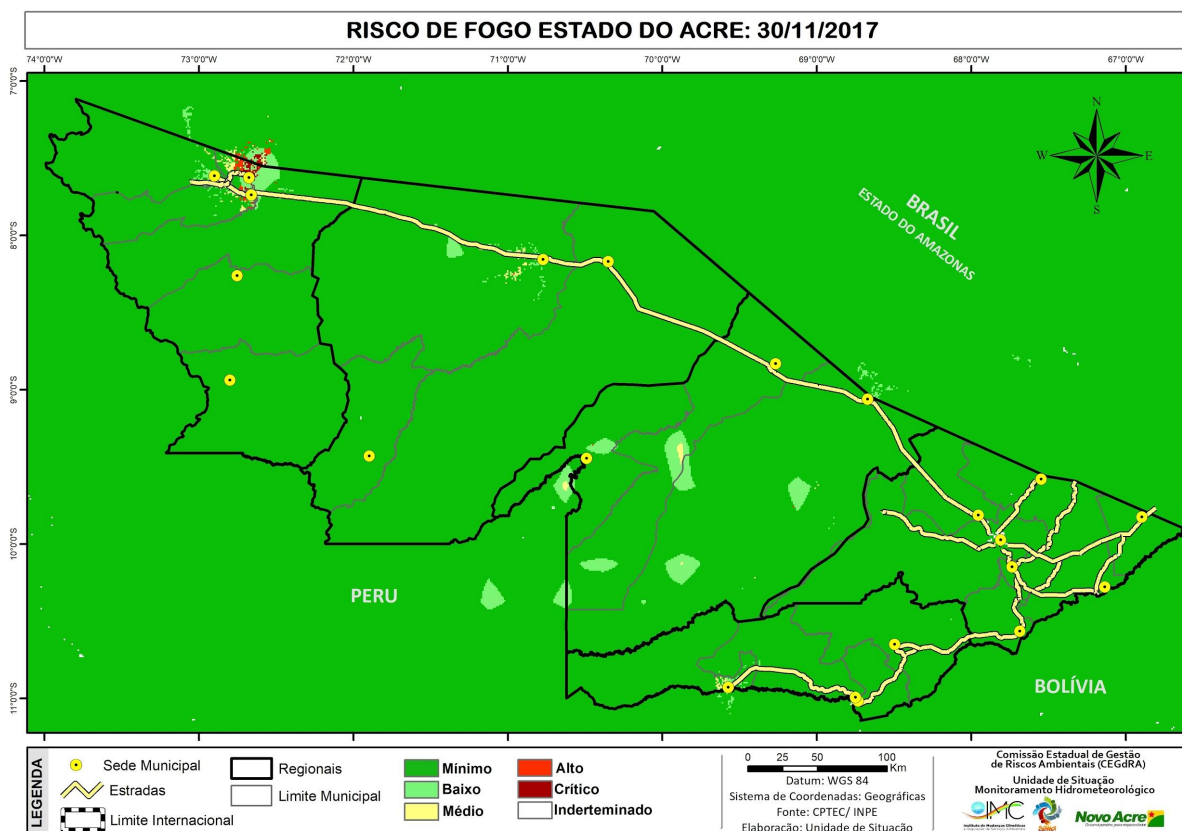 RISCO DE FOGO ESTADO DO ACRE: 30/11/2017
74°0'0"S 73°0'0"W 72°0'0"W 71°0'0"W 70°0'0"W 69°0'0"W 68°0'0"W 67°0'0"W
7°0'0"S
8°0'0"S
9°0'0"S
10°0'0"S
11°0'0"S
N
W E
S
BRASIL
ESTADO DO AMAZONAS
PERU
BOLÍVIA
LEGENDA
Sede Municipal
Estradas
Limite Internacional
Regionais
Limite Municipal
Mínimo
Baixo
Médio
Alto
Crítico
Inderteminado
0 25 50 100
Km
Datum: WGS 84
Sistema de Coordenadas: Geográficas
Fonte: CPTEC/ INPE
Elaboração: Unidade de Situação
Comissão Estadual de Gestão
de Riscos Ambientais (CEGdRA)
Unidade de Situação
Monitoramento Hidrometeorológico
IMC
Novo Acre